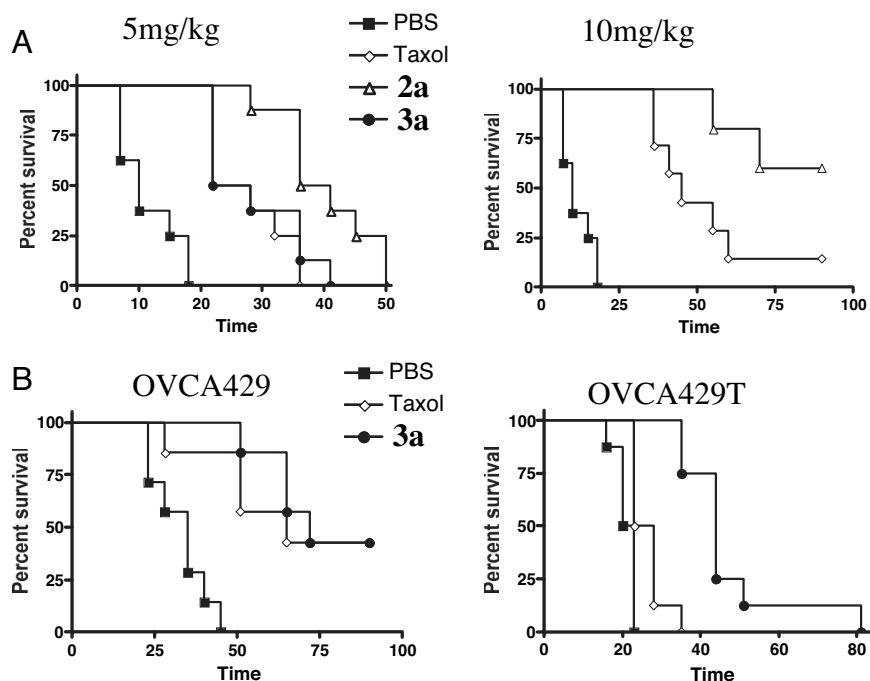 A
5mg/kg
PBS
Taxol
2a
3a
10mg/kg
Percent survival
100
75
50
25
0
0 10 22 30 40 50
Time
Percent survival
100
75
50
25
0
0 25 50 75 100
Time
B
OVCA429
PBS
Taxol
3a
OVCA429T
Percent survival
100
75
50
25
0
0 25 50 75 100
Time
Percent survival
100
75
50
25
0
0 20 40 60 80
Time